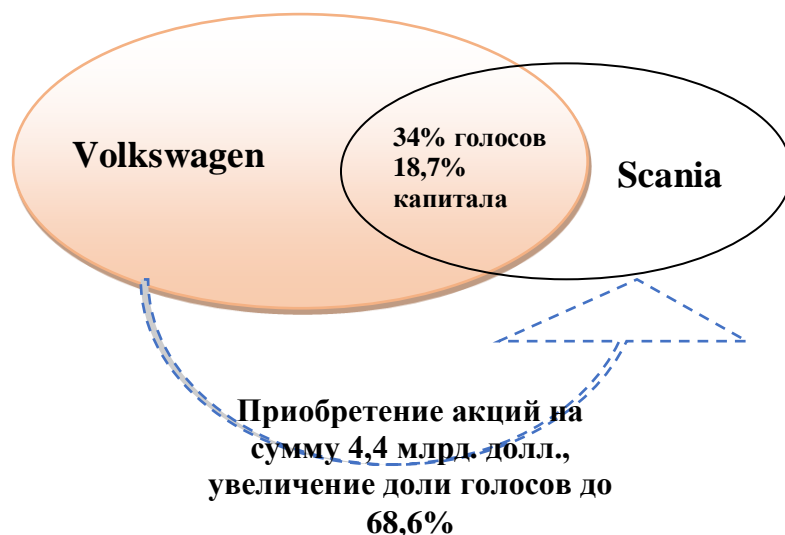 Volkswagen
34% голосов
18,7%
капитала
Scania
Приобретение акций на
сумму 4,4 млрд. долл.,
увеличение доли голосов до
68,6%